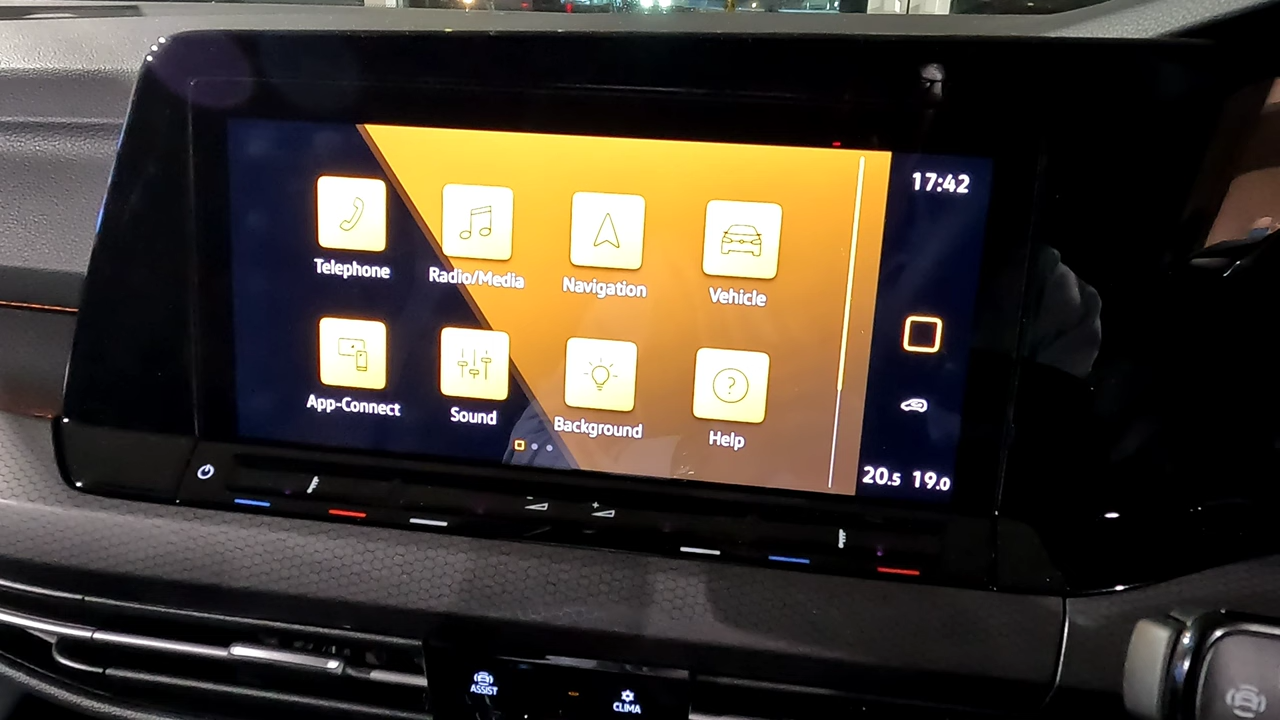 17:42
Telephone
Radio/Media
Navigation
Vehicle
App-Connect
Sound
Background
Help
20.5 19.0
ASSIST
CLIMA